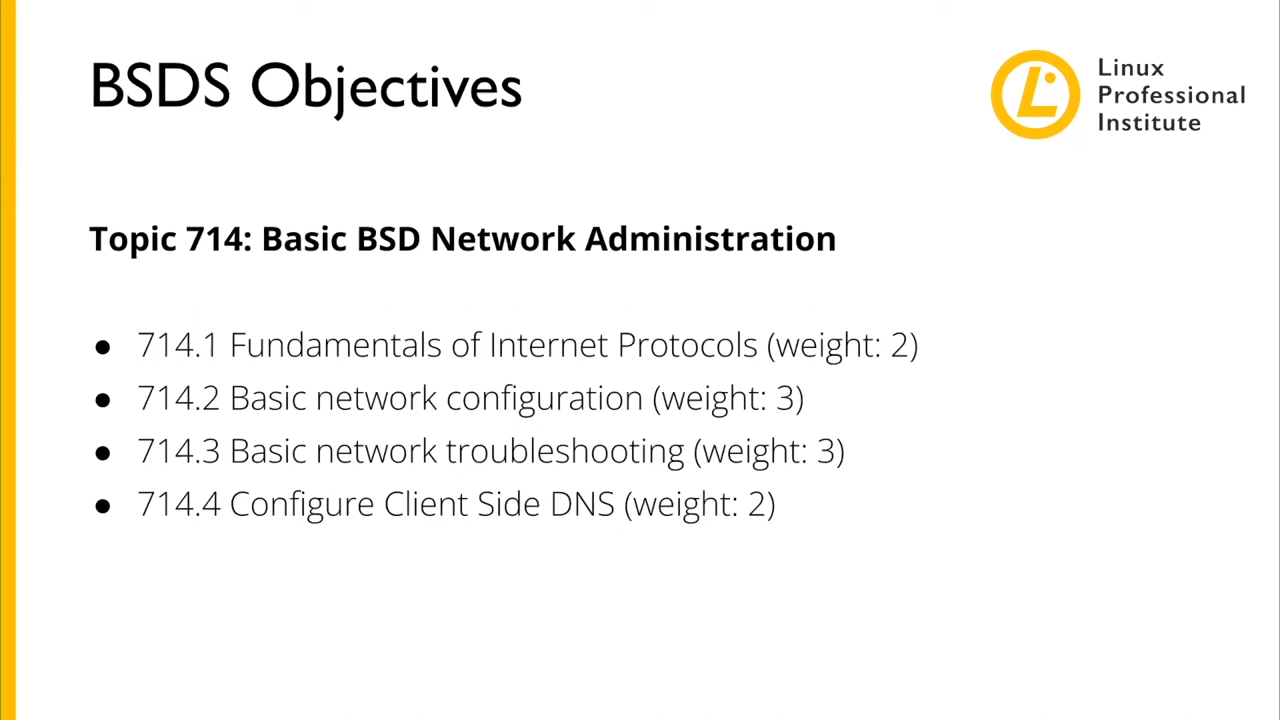 BSDS Objectives
Linux
Professional
Institute
Topic 714: Basic BSD Network Administration
● 714.1 Fundamentals of Internet Protocols (weight: 2)
● 714.2 Basic network configuration (weight: 3)
● 714.3 Basic network troubleshooting (weight: 3)
● 714.4 Configure Client Side DNS (weight: 2)